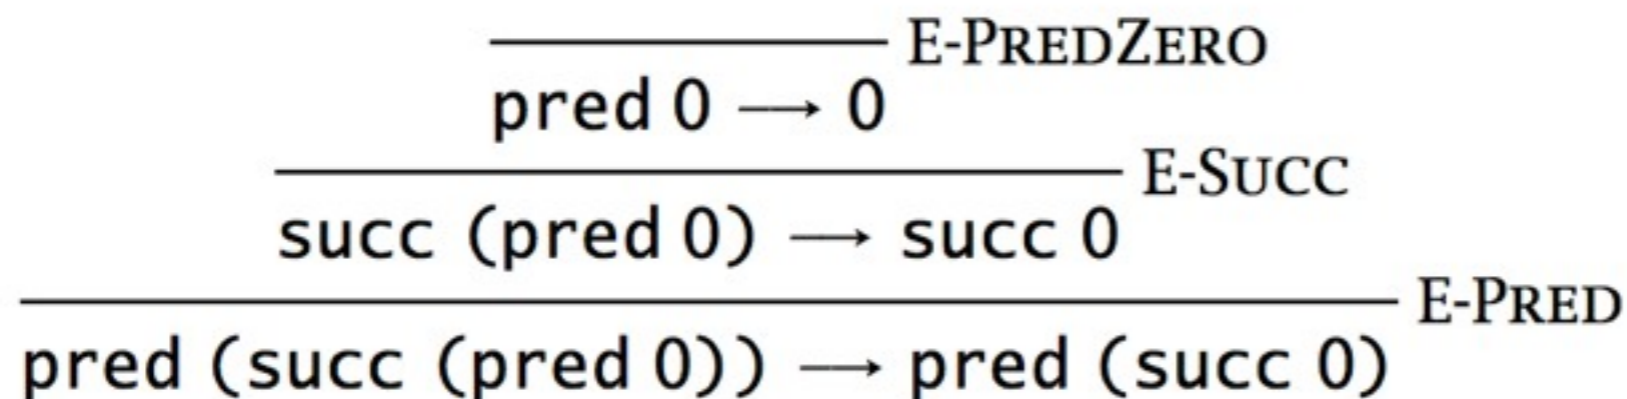 E-PREDZERO
pred 0 ⟶ 0
E-SUCC
succ (pred 0) ⟶ succ 0
E-PRED
pred (succ (pred 0)) ⟶ pred (succ 0)